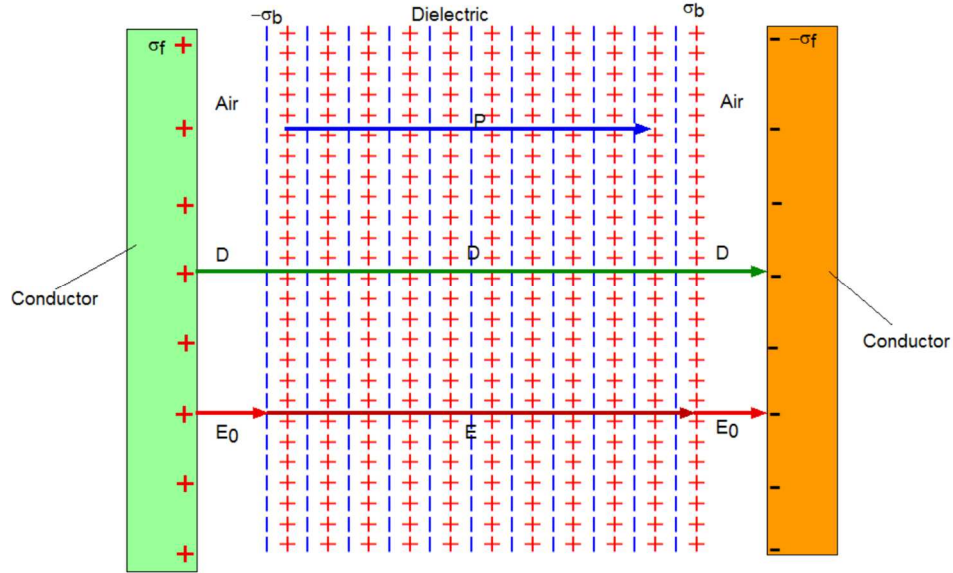 −σb
Dielectric
σb
σf
−σf
Air
Air
P
D
D
D
Conductor
Conductor
E0
E
E0